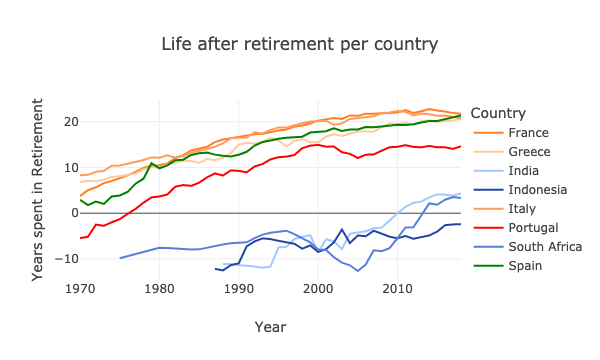 Life after retirement per country
Years spent in Retirement
20
10
0
−10
1970
1980
1990
2000
2010
Year
Country
France
Greece
India
Indonesia
Italy
Portugal
South Africa
Spain